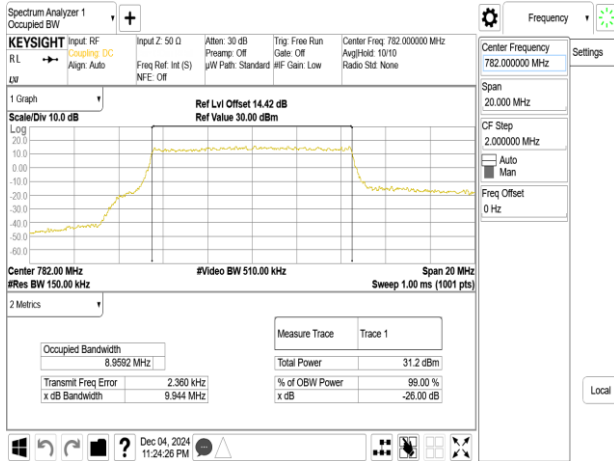 Spectrum Analyzer 1
Occupied BW
KEYSIGHT
RL
Input: RF
Coupling: DC
Align: Auto
Input Z: 50 Ω
Freq Ref: Int (S)
NFE: Off
Atten: 30 dB
Preamp: Off
µW Path: Standard
Trig: Free Run
Gate: Off
#IF Gain: Low
Center Freq: 782.000000 MHz
Avg|Hold: 10/10
Radio Std: None
1 Graph
Scale/Div 10.0 dB
Ref Lvl Offset 14.42 dB
Ref Value 30.00 dBm
Log
20.0
10.0
0.00
-10.0
-20.0
-30.0
-40.0
-50.0
-60.0
Center 782.00 MHz
#Video BW 510.00 kHz
Span 20 MHz
#Res BW 150.00 kHz
Sweep 1.00 ms (1001 pts)
2 Metrics
Measure Trace Trace 1
Occupied Bandwidth
8.9592 MHz
Total Power 31.2 dBm
Transmit Freq Error 2.360 kHz
% of OBW Power 99.00 %
x dB Bandwidth 9.944 MHz
x dB -26.00 dB
Dec 04, 2024
11:24:26 PM
Frequency
Center Frequency
782.000000 MHz
Settings
Span
20.000 MHz
CF Step
2.000000 MHz
Auto
Man
Freq Offset
0 Hz
Local